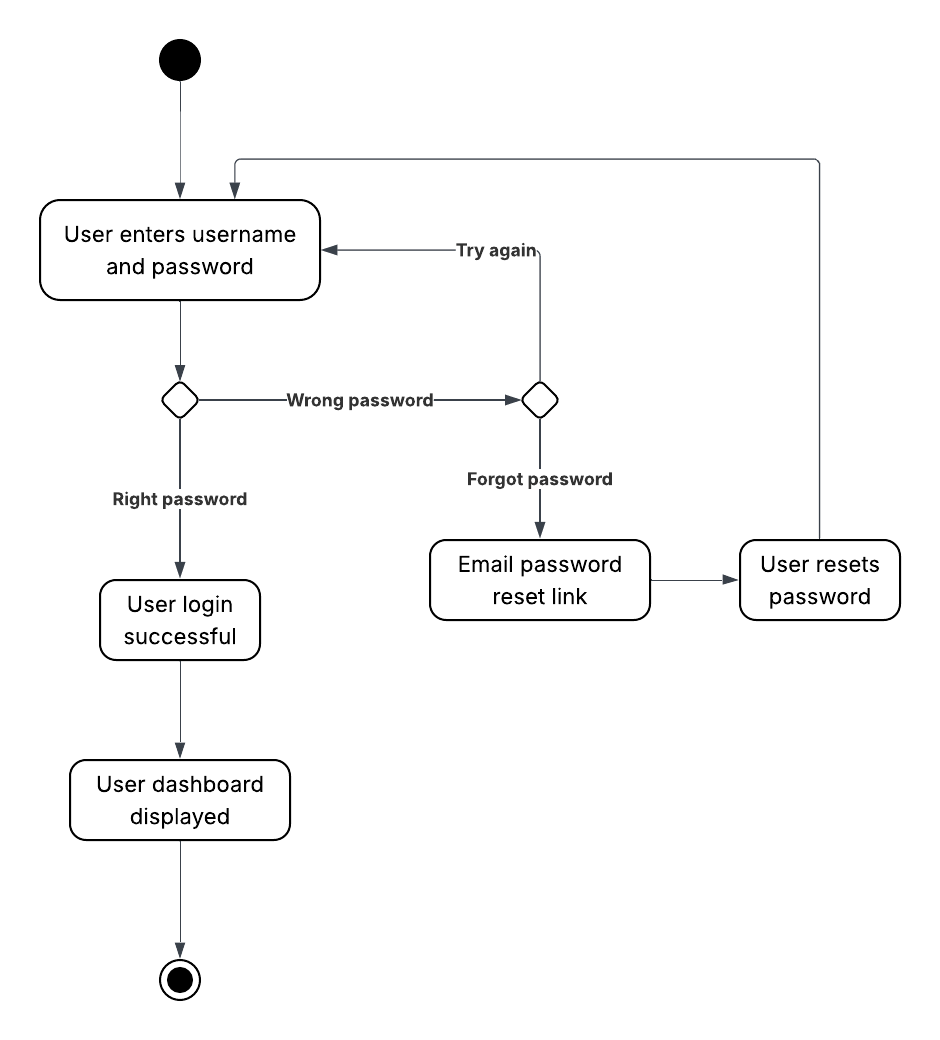 User enters username
and password
Try again
Wrong password
Right password
Forgot password
Email password
reset link
User resets
password
User login
successful
User dashboard
displayed